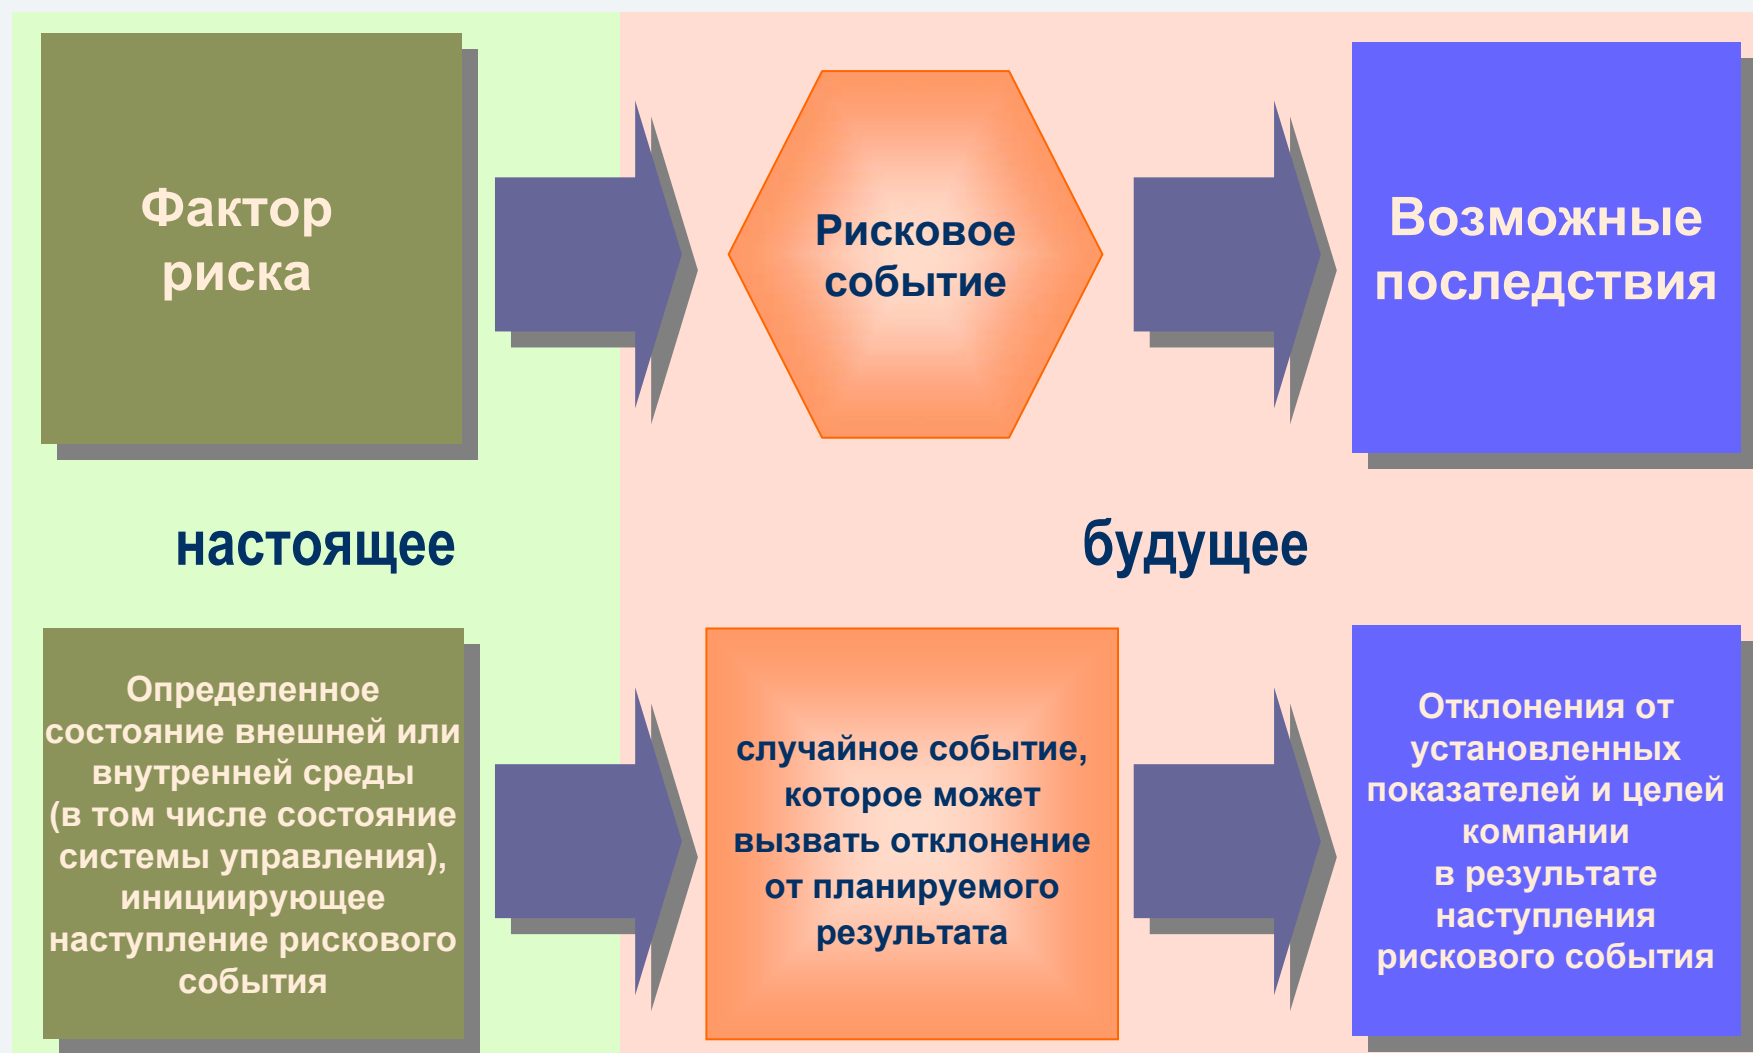 Фактор
риска
Рисковое
событие
Возможные
последствия
настоящее
будущее
Определенное
состояние внешней или
внутренней среды
(в том числе состояние
системы управления),
инициирующее
наступление рискового
события
случайное событие,
которое может
вызвать отклонение
от планируемого
результата
Отклонения от
установленных
показателей и целей
компании
в результате
наступления
рискового события